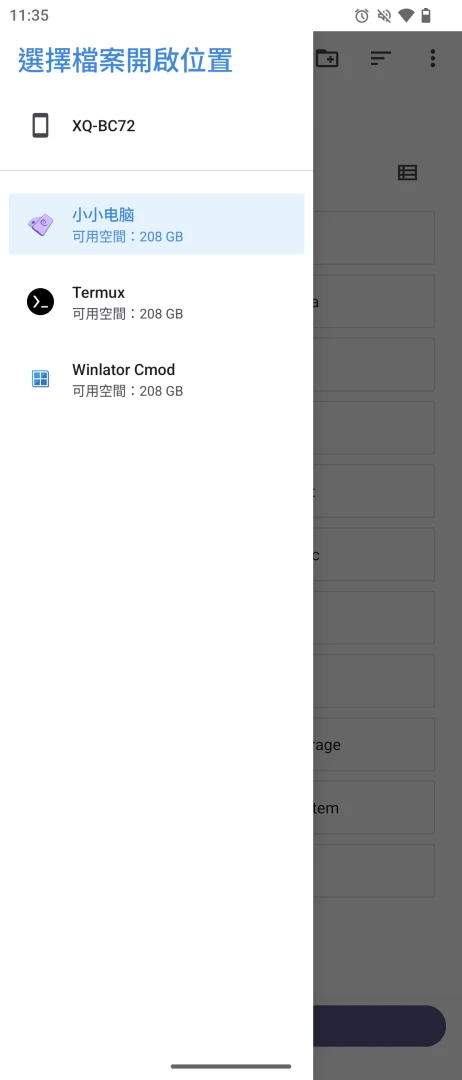 11:35
選擇檔案開啟位置
XQ-BC72
小小电脑
可用空間：208 GB
Termux
可用空間：208 GB
Winlator Cmod
可用空間：208 GB
a
c
rage
tem